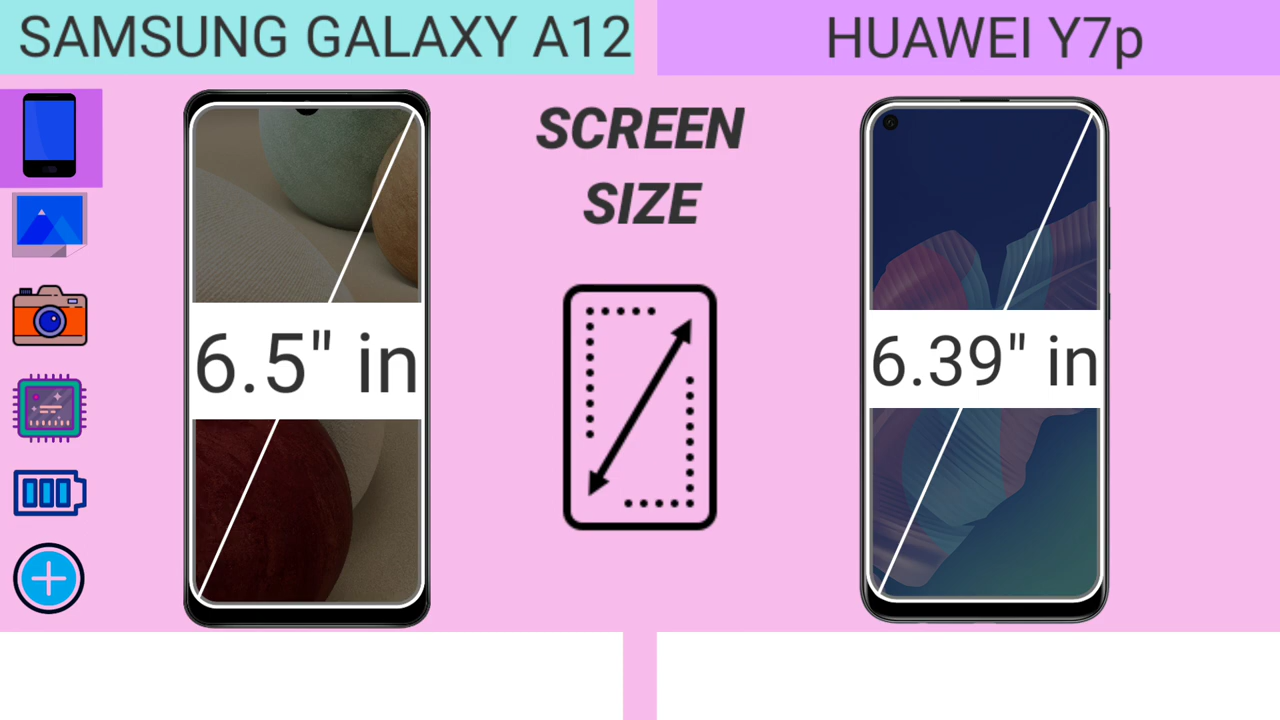 SAMSUNG GALAXY A12
HUAWEI Y7p
SCREEN
SIZE
6.5" in
6.39" in